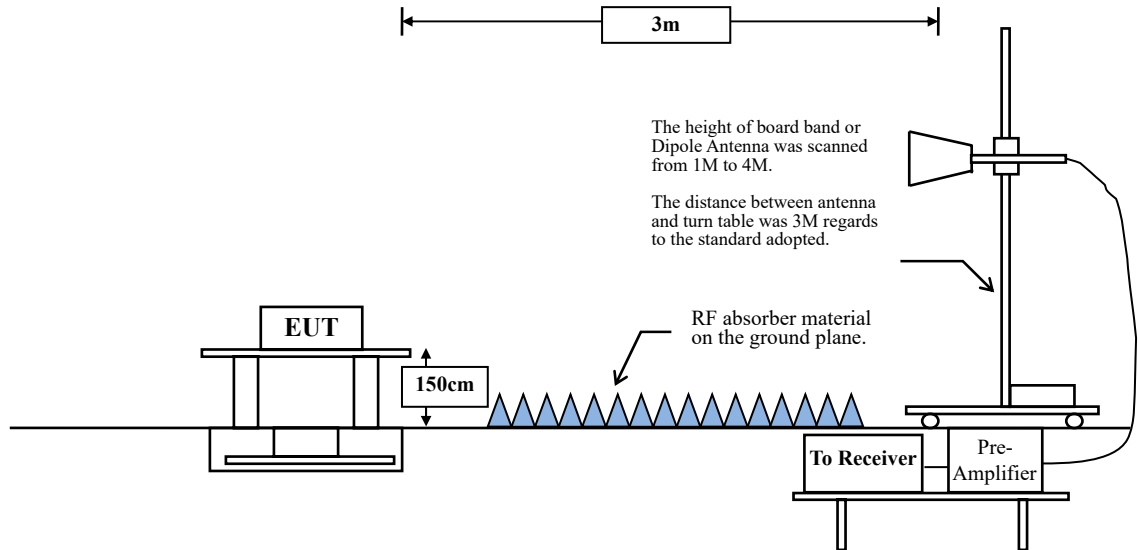 3m
The height of board band or
Dipole Antenna was scanned
from 1M to 4M.
The distance between antenna
and turn table was 3M regards
to the standard adopted.
RF absorber material
on the ground plane.
EUT
150cm
To Receiver
Pre-
Amplifier